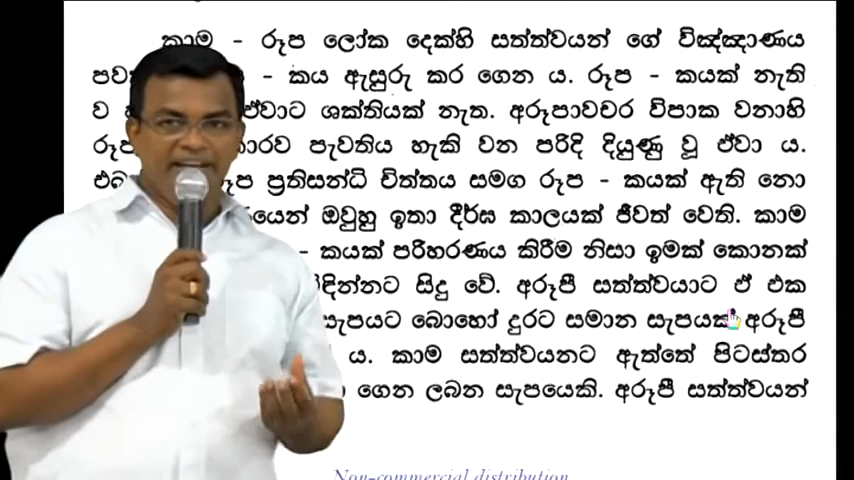 කාම - රූප ලෝක දෙක්හි සත්ත්වයන් ගේ විඤ්ඤාණය
- කය ඇසුරු කර ගෙන ය. රූප - කයක් නැති
ව ඒවාට ශක්තියක් නැත. අරූපාවචර විපාක වනාහි
පැවතිය හැකි වන පරිදි දියුණු වූ ඒවා ය.
ප්‍රතිසන්ධි චිත්තය සමග රූප - කයක් ඇති නො
ඔවුහු ඉතා දීර්ඝ කාලයක් ජීවත් වෙති. කාම
- කයක් පරිහරණය කිරීම නිසා ඉමක් කොනක්
සිදු වේ. අරූපී සත්ත්වයාට ඒ එක
සැපයට බොහෝ දුරට සමාන සැපයක් අරූපී
ය. කාම සත්ත්වයනට ඇත්තේ පිටස්තර
ගෙන ලබන සැපයෙකි. අරූපී සත්ත්වයන්
Non-commercial distribution